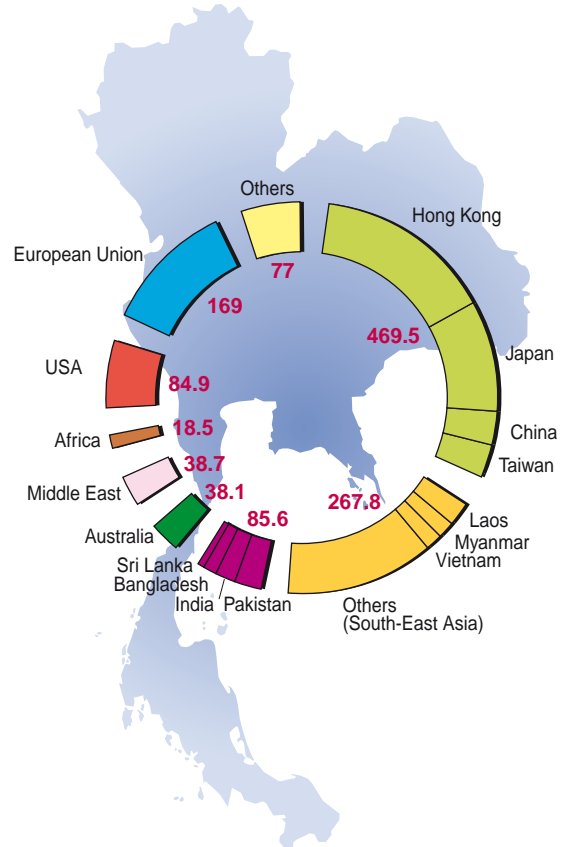 Others
Hong Kong
European Union
77
169
469.5
Japan
USA
84.9
Africa
18.5
China
Taiwan
Middle East
38.7
38.1
267.8
Australia
85.6
Laos
Myanmar
Vietnam
Sri Lanka
Bangladesh
India
Pakistan
Others
(South-East Asia)